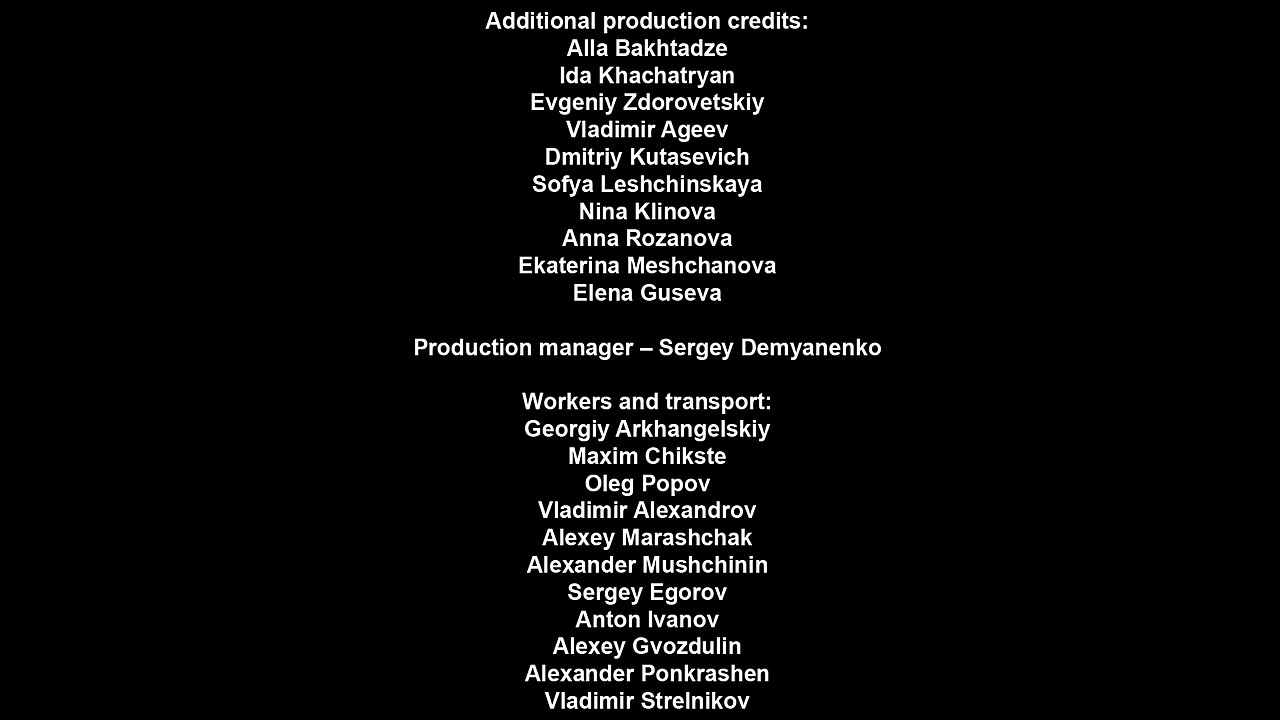 Additional production credits:
Alla Bakhtadze
Ida Khachatryan
Evgeniy Zdorovetskiy
Vladimir Ageev
Dmitriy Kutasevich
Sofya Leshchinskaya
Nina Klinova
Anna Rozanova
Ekaterina Meshchanova
Elena Guseva
Production manager – Sergey Demyanenko
Workers and transport:
Georgiy Arkhangelskiy
Maxim Chikste
Oleg Popov
Vladimir Alexandrov
Alexey Marashchak
Alexander Mushchinin
Sergey Egorov
Anton Ivanov
Alexey Gvozdulin
Alexander Ponkrashen
Vladimir Strelnikov